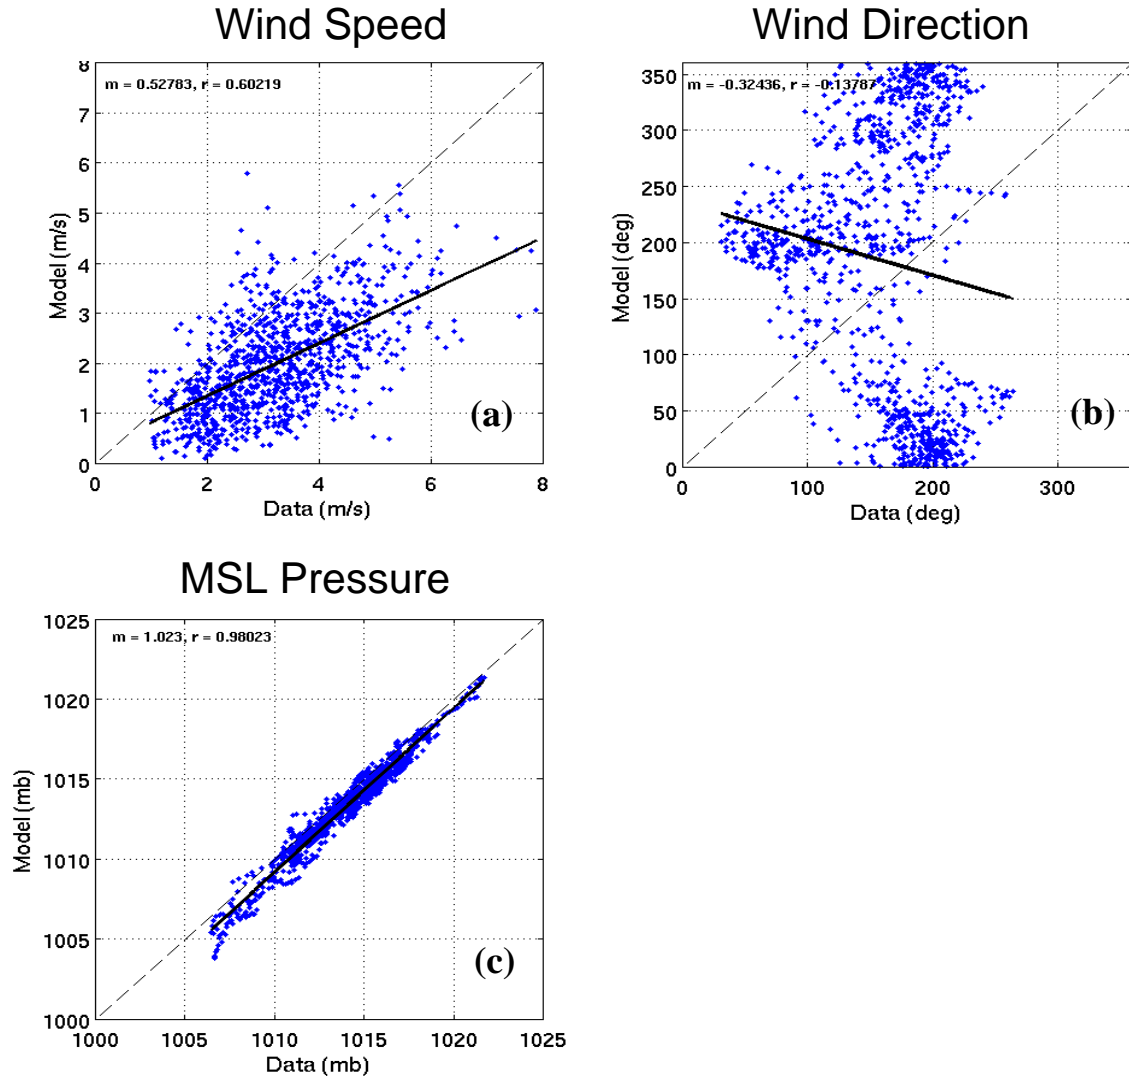 Wind Speed
Wind Direction
m = 0.52783, r = 0.60219
8
7
6
5
4
3
2
1
0
Model (m/s)
(a)
0 2 4 6 8
Data (m/s)
m = -0.32436, r = -0.13787
350
300
250
200
150
100
50
0
Model (deg)
(b)
0 100 200 300
Data (deg)
MSL Pressure
m = 1.023, r = 0.98023
1025
1020
1015
1010
1005
1000
Model (mb)
(c)
1000 1005 1010 1015 1020 1025
Data (mb)